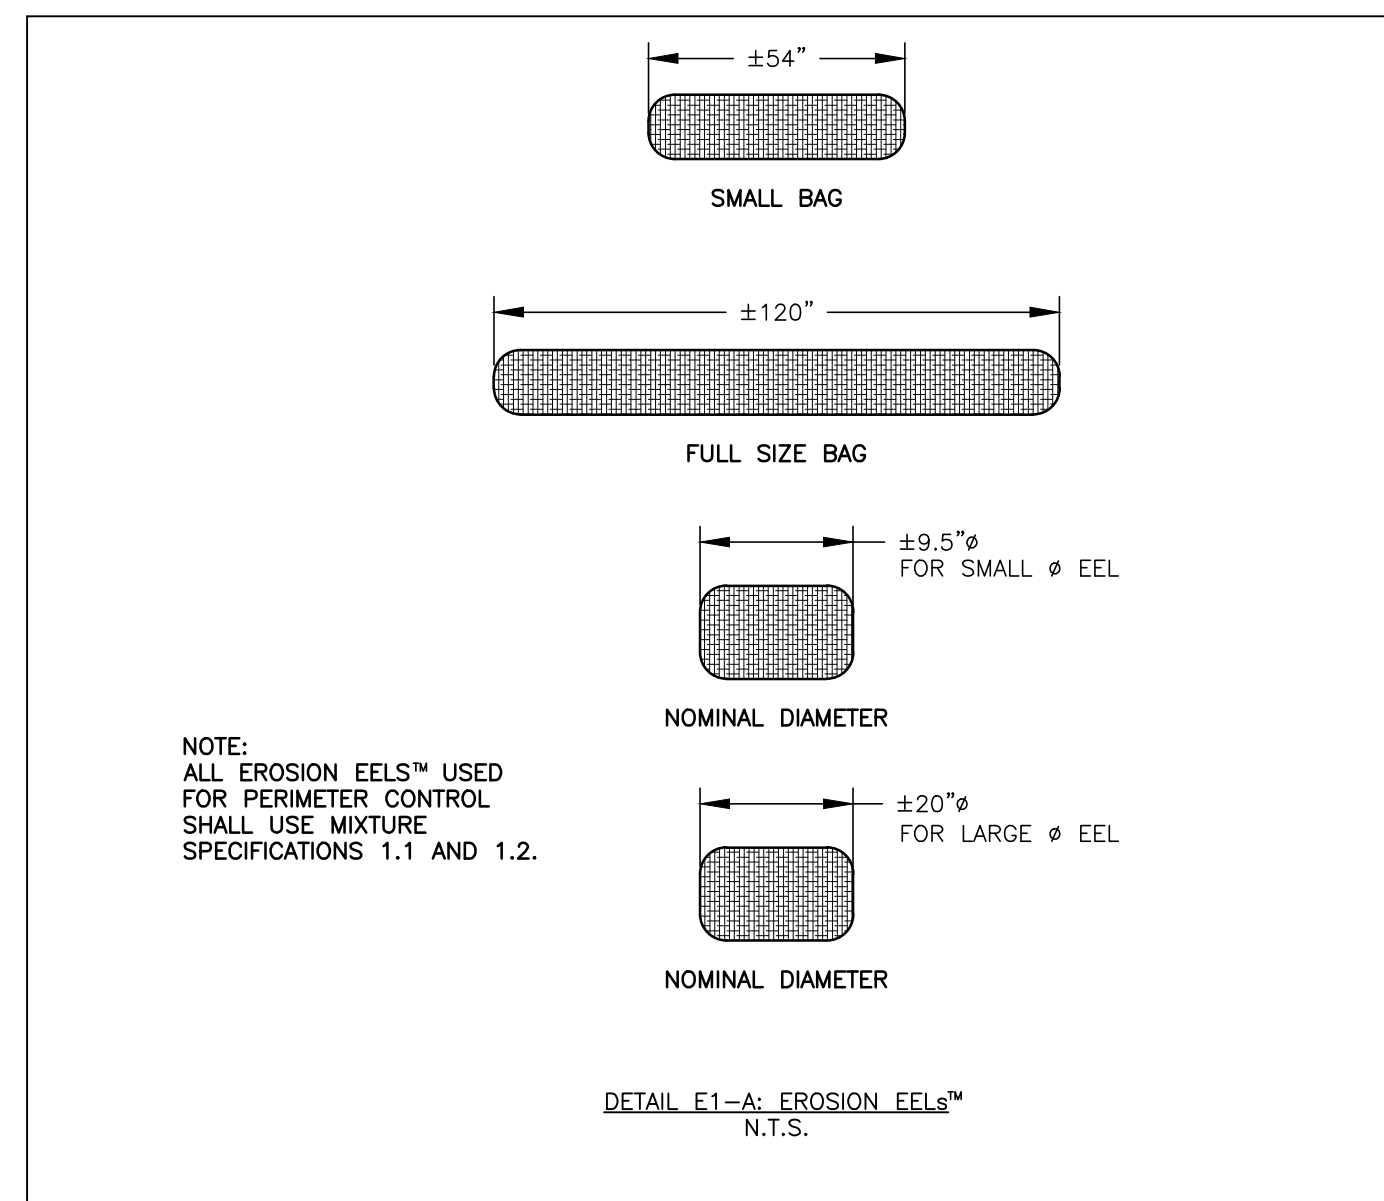 ±54"
SMALL BAG
±120"
FULL SIZE BAG
±9.5"ø
FOR SMALL ø EEL
NOMINAL DIAMETER
NOTE:
ALL EROSION EELS™ USED
FOR PERIMETER CONTROL
SHALL USE MIXTURE
SPECIFICATIONS 1.1 AND 1.2.
±20"ø
FOR LARGE ø EEL
NOMINAL DIAMETER
DETAIL E1-A: EROSION EELs™
N.T.S.